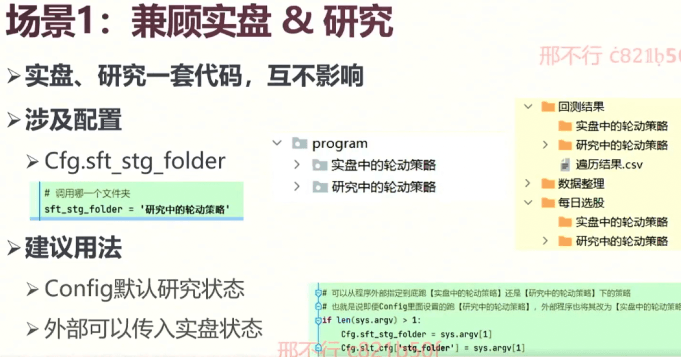 场景1：兼顾实盘 & 研究
➢实盘、研究一套代码，互不影响
➢涉及配置
➢Cfg.sft_stg_folder
# 调用哪一个文件夹
sft_stg_folder = '研究中的轮动策略'
➢建议用法
➢Config默认研究状态
➢外部可以传入实盘状态
program
实盘中的轮动策略
研究中的轮动策略
邢不行
回测结果
实盘中的轮动策略
研究中的轮动策略
遍历结果.csv
数据整理
每日选股
实盘中的轮动策略
研究中的轮动策略
# 可以从程序外部指定到底跑【实盘中的轮动策略】还是【研究中的轮动策略】下的策略
# 也就是说即使Config里面设置的跑【研究中的轮动策略】，外部程序也将其改为【实盘中的轮动策略
if len(sys.argv) > 1:
Cfg.sft_stg_folder = sys.argv[1]
Cfg.slt_cfg['stg_folder'] = sys.argv[1]
邢不行